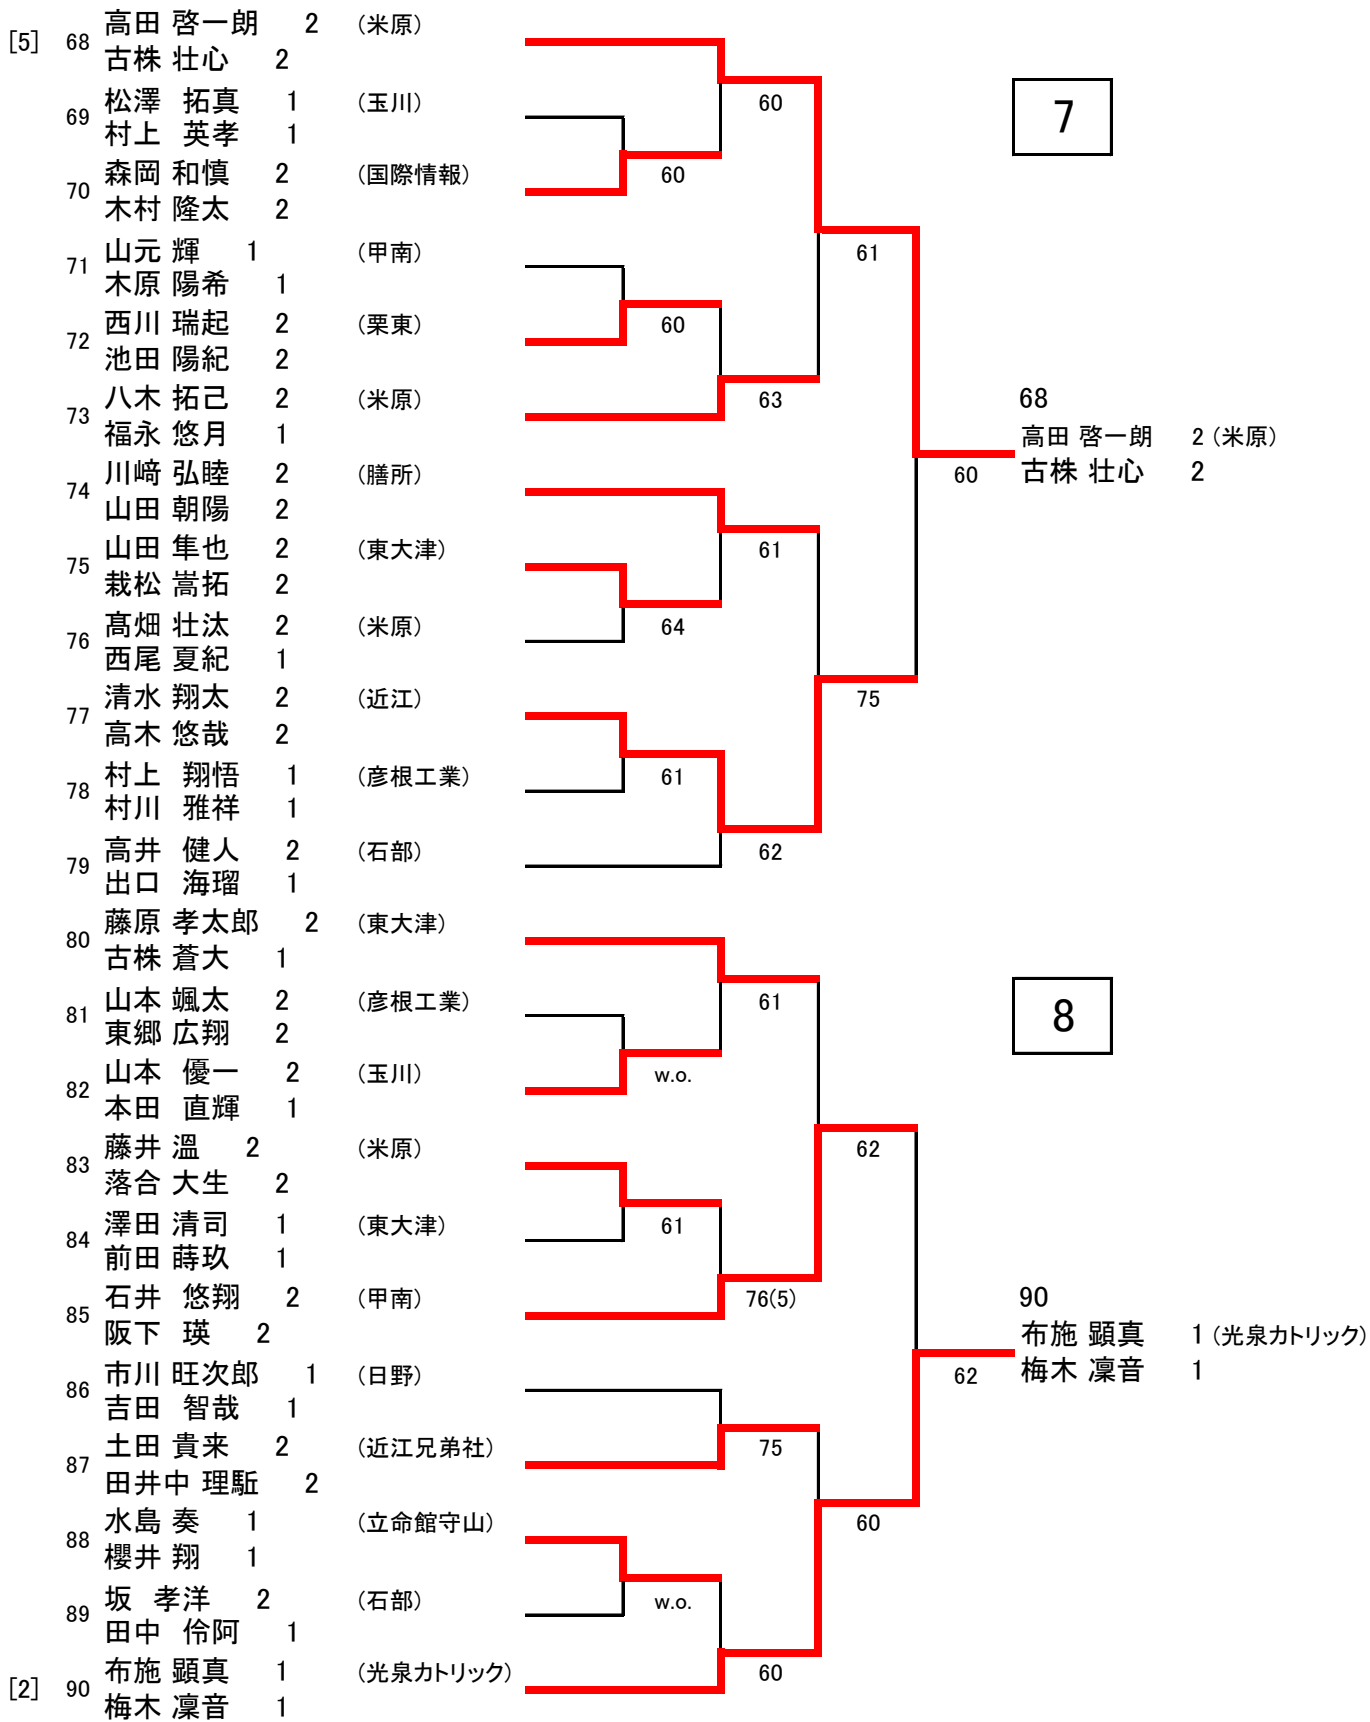 [5] 68 高田 啓一朗 2 (米原)
古株 壮心 2
69 松澤 拓真 1 (玉川)
村上 英孝 1
60
7
70 森岡 和慎 2 (国際情報)
木村 隆太 2
60
71 山元 輝 1 (甲南)
木原 陽希 1
61
72 西川 瑞起 2 (栗東)
池田 陽紀 2
60
73 八木 拓己 2 (米原)
福永 悠月 1
63
68
高田 啓一朗 2 (米原)
古株 壮心 2
60
74 川﨑 弘睦 2 (膳所)
山田 朝陽 2
75 山田 隼也 2 (東大津)
栽松 嵩拓 2
61
76 髙畑 壮汰 2 (米原)
西尾 夏紀 1
64
77 清水 翔太 2 (近江)
高木 悠哉 2
75
78 村上 翔悟 1 (彦根工業)
村川 雅祥 1
61
79 高井 健人 2 (石部)
出口 海瑠 1
62
80 藤原 孝太郎 2 (東大津)
古株 蒼大 1
81 山本 颯太 2 (彦根工業)
東郷 広翔 2
61
8
82 山本 優一 2 (玉川)
本田 直輝 1
w.o.
83 藤井 温 2 (米原)
落合 大生 2
62
84 澤田 清司 1 (東大津)
前田 蒔玖 1
61
85 石井 悠翔 2 (甲南)
阪下 瑛 2
76(5)
90
布施 顕真 1 (光泉カトリック)
梅木 凜音 1
62
86 市川 旺次郎 1 (日野)
吉田 智哉 1
87 土田 貴来 2 (近江兄弟社)
田井中 理駈 2
75
88 水島 奏 1 (立命館守山)
櫻井 翔 1
60
89 坂 孝洋 2 (石部)
田中 伶阿 1
w.o.
[2] 90 布施 顕真 1 (光泉カトリック)
梅木 凜音 1
60